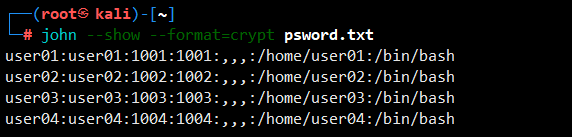 ┌──(root㉿kali)-[~]
└─# john --show --format=crypt psword.txt
user01:user01:1001:1001:,,,:/home/user01:/bin/bash
user02:user02:1002:1002:,,,:/home/user02:/bin/bash
user03:user03:1003:1003:,,,:/home/user03:/bin/bash
user04:user04:1004:1004:,,,:/home/user04:/bin/bash